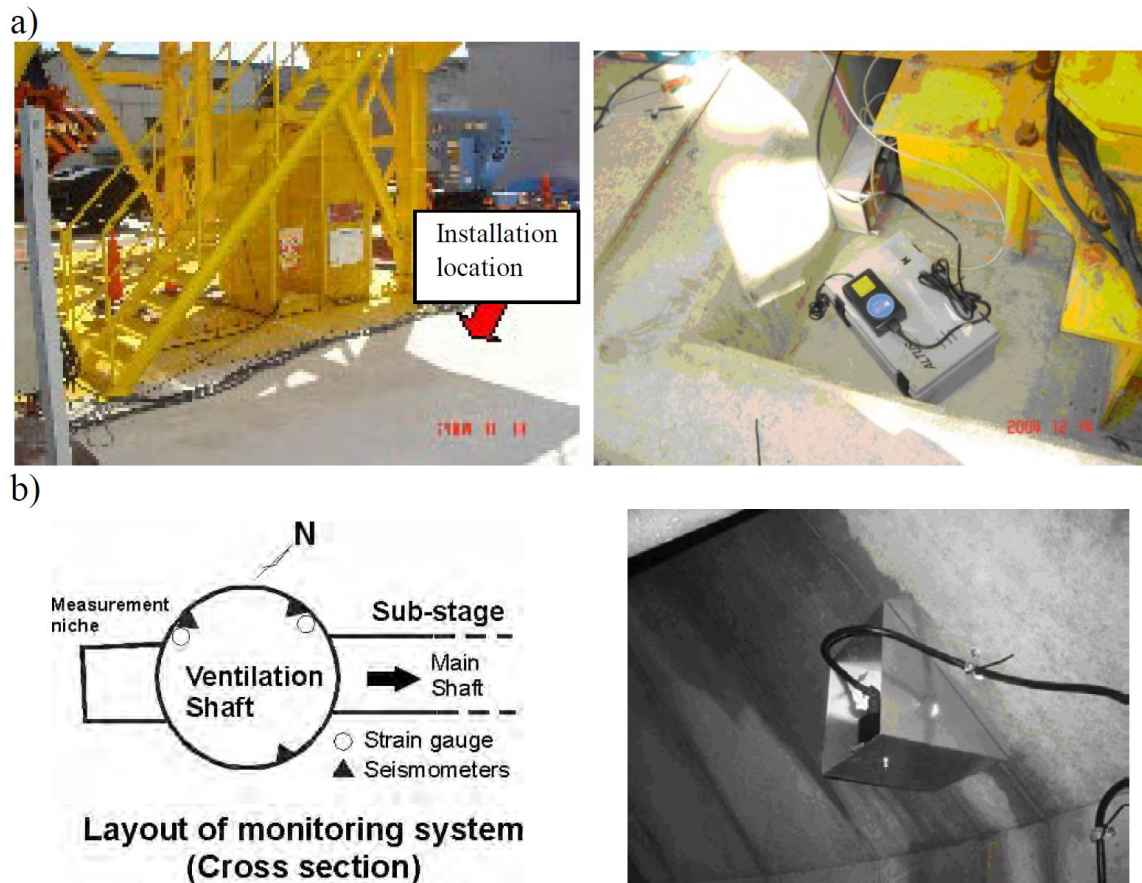 a)
Installation
location
2004 12 14
b)
N
Measurement
niche
Sub-stage
Ventilation
Shaft
Main
Shaft
Strain gauge
Seismometers
Layout of monitoring system
(Cross section)